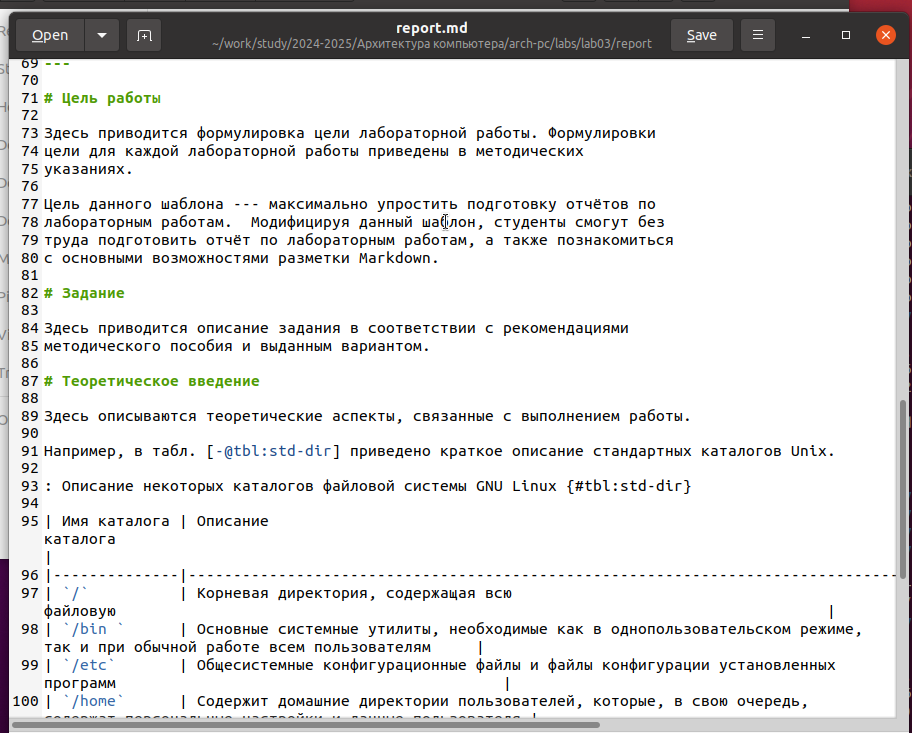 Open
report.md
~/work/study/2024-2025/Архитектура компьютера/arch-pc/labs/lab03/report
Save
69 ---
70
71 # Цель работы
72
73 Здесь приводится формулировка цели лабораторной работы. Формулировки
74 цели для каждой лабораторной работы приведены в методических
75 указаниях.
76
77 Цель данного шаблона --- максимально упростить подготовку отчётов по
78 лабораторным работам.  Модифицируя данный шаблон, студенты смогут без
79 труда подготовить отчёт по лабораторным работам, а также познакомиться
80 с основными возможностями разметки Markdown.
81
82 # Задание
83
84 Здесь приводится описание задания в соответствии с рекомендациями
85 методического пособия и выданным вариантом.
86
87 # Теоретическое введение
88
89 Здесь описываются теоретические аспекты, связанные с выполнением работы.
90
91 Например, в табл. [-@tbl:std-dir] приведено краткое описание стандартных каталогов Unix.
92
93 : Описание некоторых каталогов файловой системы GNU Linux {#tbl:std-dir}
94
95 | Имя каталога | Описание
каталога
|
96 |--------------|-------------------------------------------------------------------------------
97 | `/`          | Корневая директория, содержащая всю
файловую |
98 | `/bin `      | Основные системные утилиты, необходимые как в однопользовательском режиме,
так и при обычной работе всем пользователям |
99 | `/etc`       | Общесистемные конфигурационные файлы и файлы конфигурации установленных
программ |
100 | `/home`      | Содержит домашние директории пользователей, которые, в свою очередь,
содержат персональные настройки и данные пользователя |